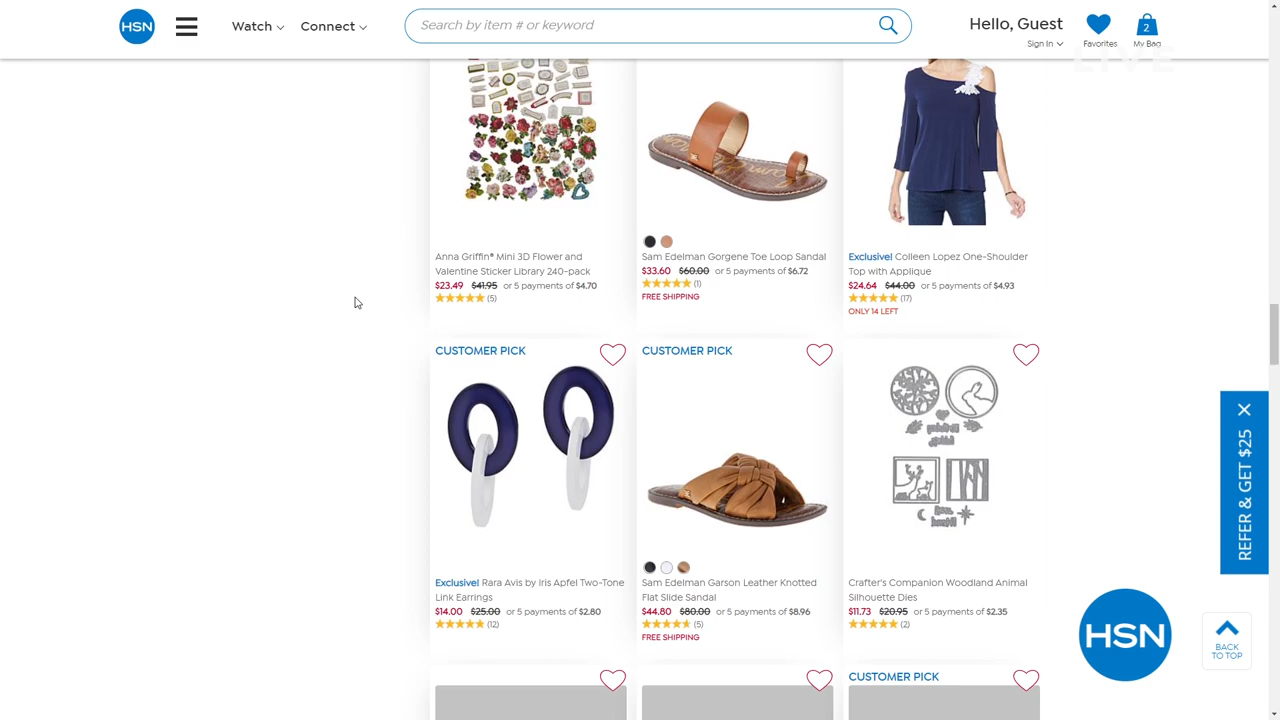 HSN
Watch
Connect
Search by item # or keyword
Hello, Guest
Sign In
Favorites
2
My Bag
LIVE
Anna Griffin® Mini 3D Flower and
Valentine Sticker Library 240-pack
$23.49 $41.95 or 5 payments of $4.70
(5)
Sam Edelman Gorgene Toe Loop Sandal
$33.60 $60.00 or 5 payments of $6.72
(1)
FREE SHIPPING
Exclusive! Colleen Lopez One-Shoulder
Top with Applique
$24.64 $44.00 or 5 payments of $4.93
(17)
ONLY 14 LEFT
CUSTOMER PICK
Exclusive! Rara Avis by Iris Apfel Two-Tone
Link Earrings
$14.00 $25.00 or 5 payments of $2.80
(12)
CUSTOMER PICK
Sam Edelman Garson Leather Knotted
Flat Slide Sandal
$44.80 $80.00 or 5 payments of $8.96
(5)
FREE SHIPPING
Crafter's Companion Woodland Animal
Silhouette Dies
$11.73 $20.95 or 5 payments of $2.35
(2)
CUSTOMER PICK
REFER & GET $25
HSN
BACK
TO TOP